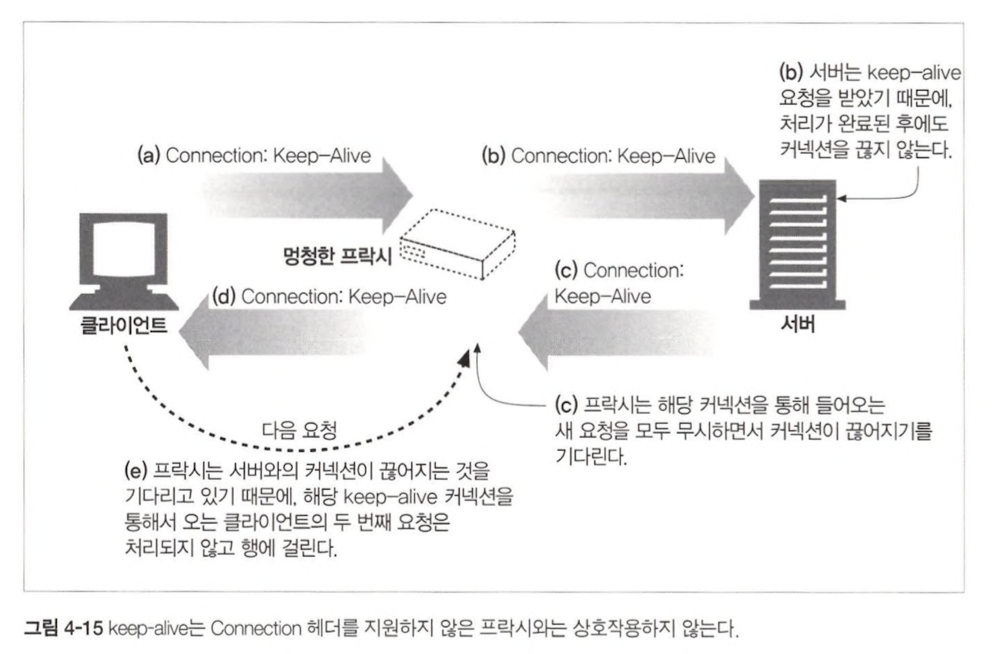 (b) 서버는 keep-alive
요청을 받았기 때문에,
처리가 완료된 후에도
커넥션을 끊지 않는다.
(a) Connection: Keep-Alive
(b) Connection: Keep-Alive
멍청한 프락시
(c) Connection:
Keep-Alive
(d) Connection: Keep-Alive
클라이언트
서버
다음 요청
(c) 프락시는 해당 커넥션을 통해 들어오는
새 요청을 모두 무시하면서 커넥션이 끊어지기를
기다린다.
(e) 프락시는 서버와의 커넥션이 끊어지는 것을
기다리고 있기 때문에, 해당 keep-alive 커넥션을
통해서 오는 클라이언트의 두 번째 요청은
처리되지 않고 행에 걸린다.
그림 4-15 keep-alive는 Connection 헤더를 지원하지 않은 프락시와는 상호작용하지 않는다.